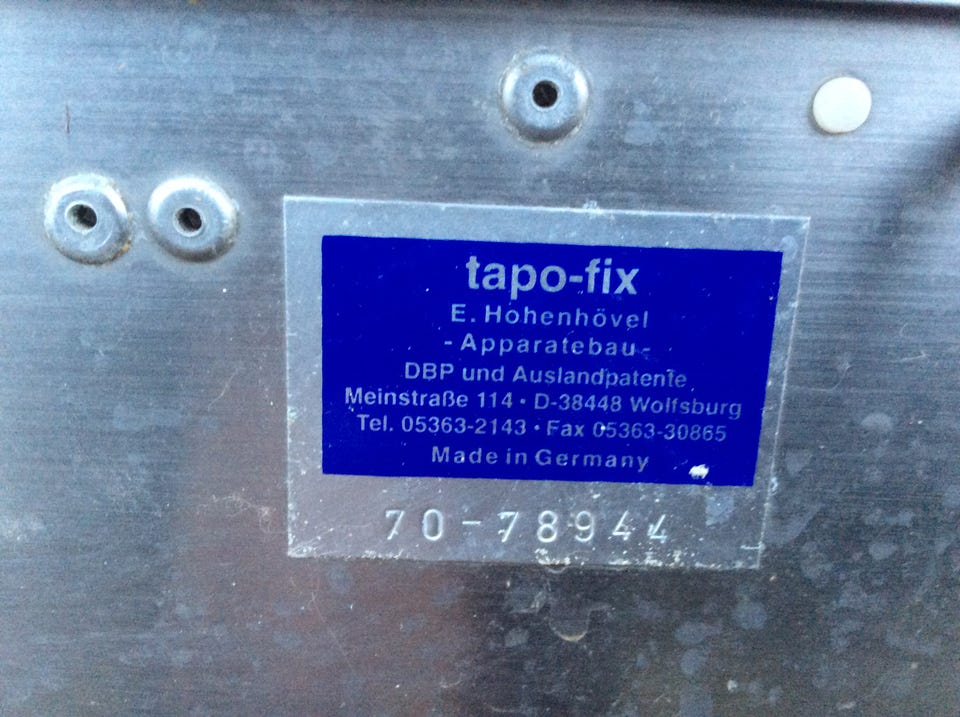 tapo-fix
E. Hohenhövel
- Apparatebau -
DBP und Auslandpatente
Meinstraße 114 • D-38448 Wolfsburg
Tel. 05363-2143 • Fax 05363-30865
Made in Germany
70-78944